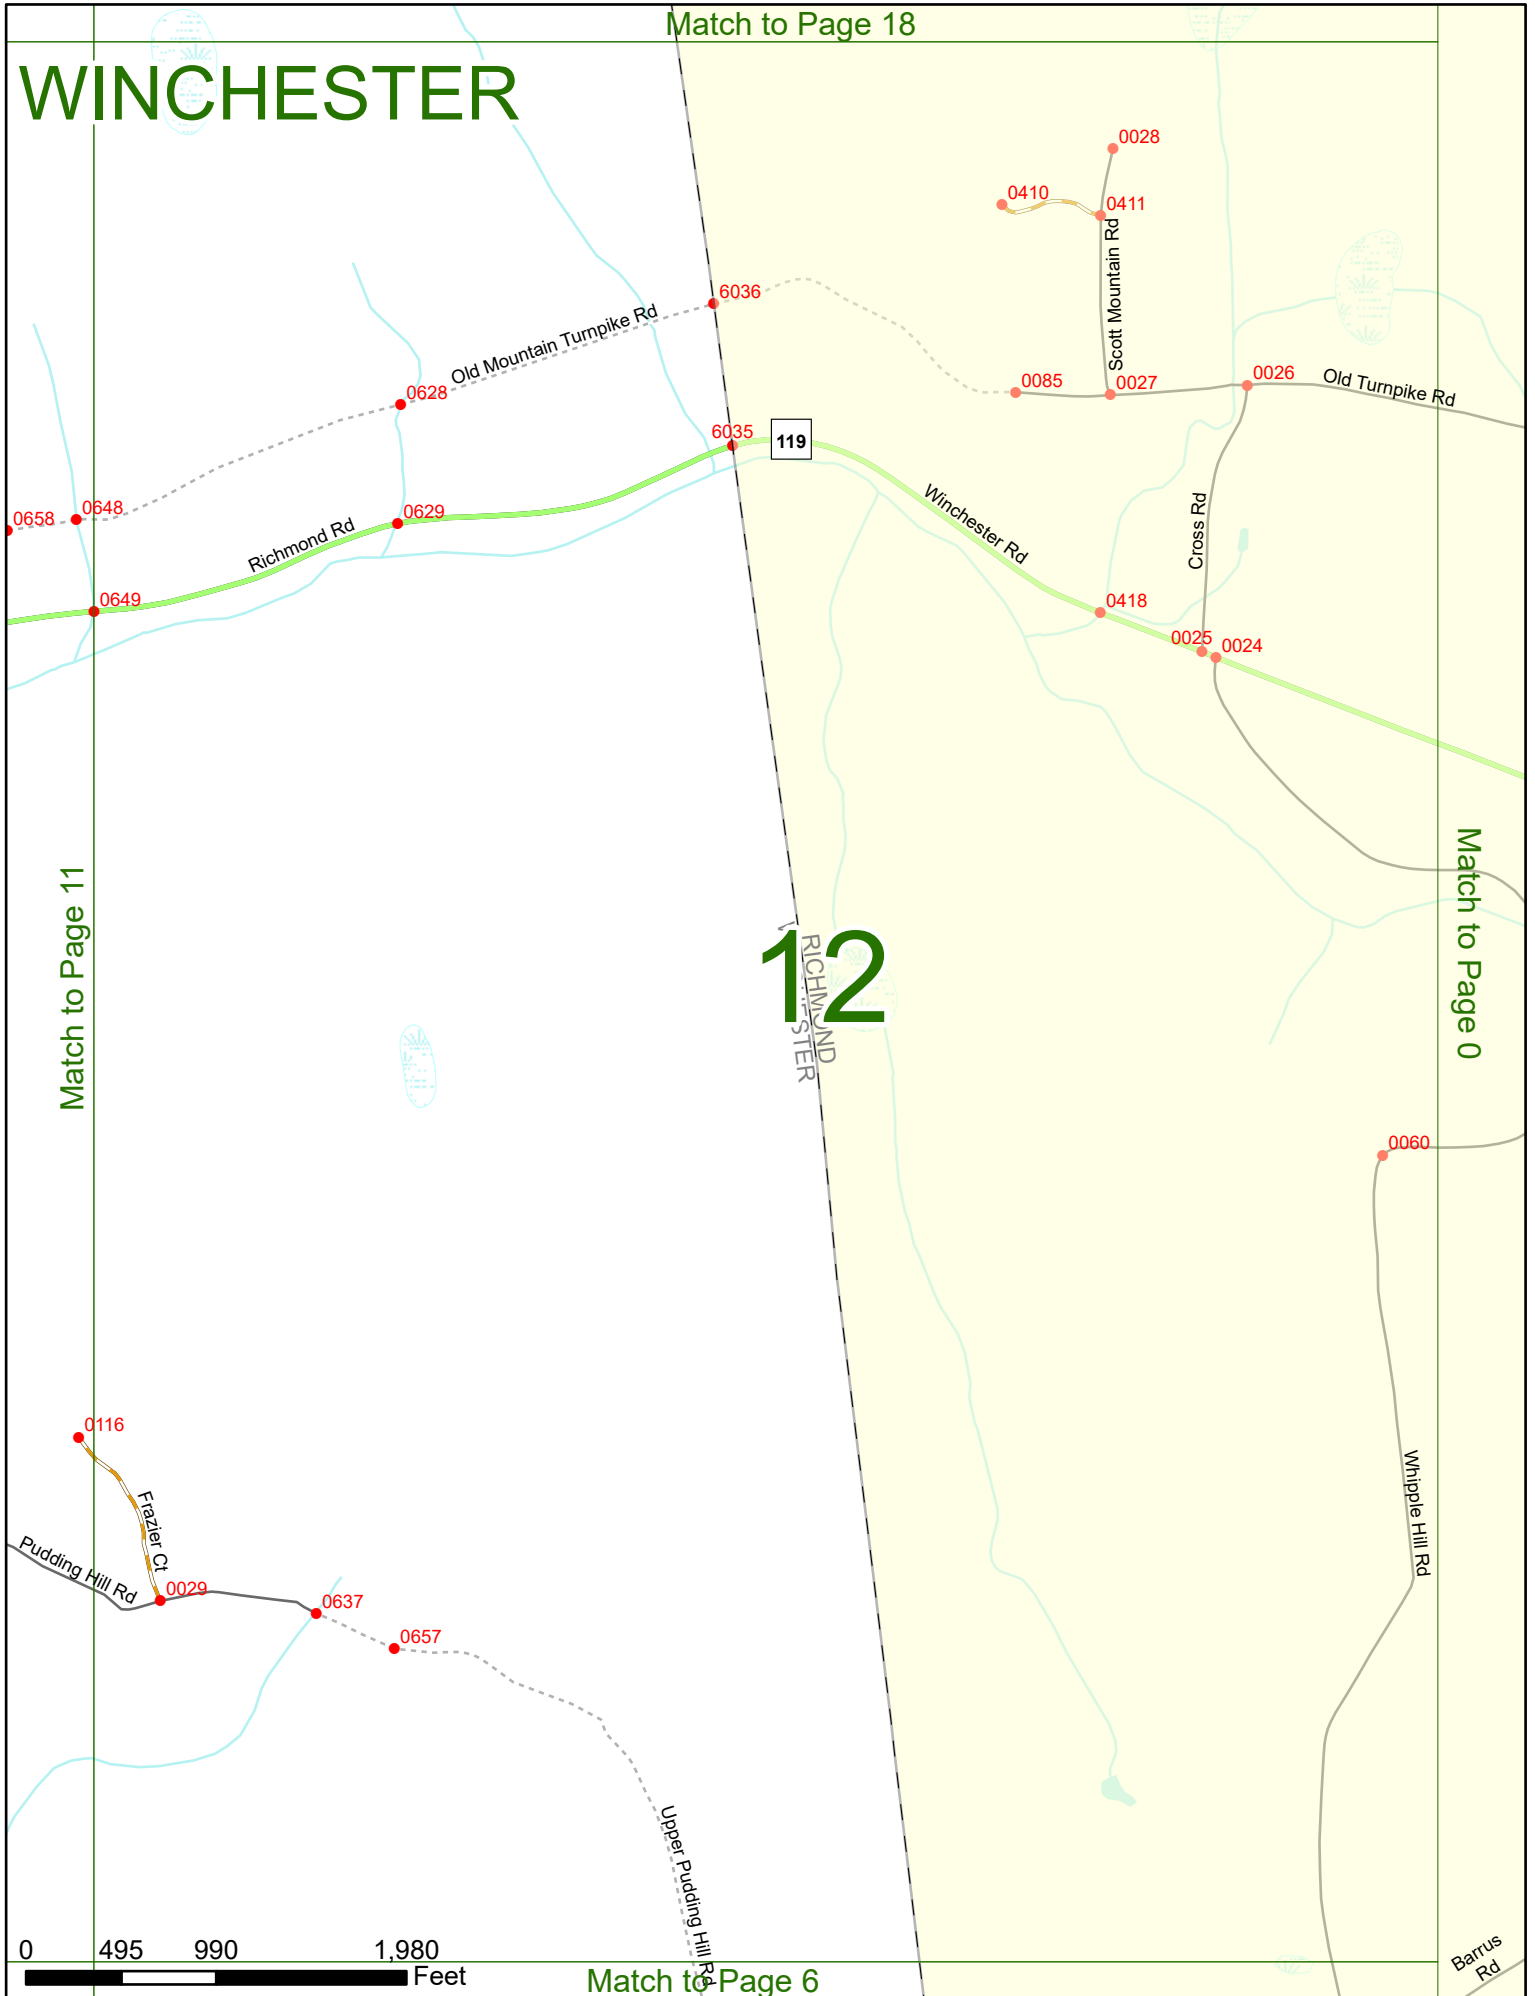 Match to Page 18
WINCHESTER
0028
0410
0411
Scott Mountain Rd
6036
Old Mountain Turnpike Rd
0628
0085
0027
0026
Old Turnpike Rd
6035
119
0658
0648
0629
Richmond Rd
Winchester Rd
Cross Rd
0649
0418
0025
0024
Match to Page 11
Match to Page 0
12
RICHMOND
0060
0116
Frazier Ct
Pudding Hill Rd
0029
0637
0657
Whipple Hill Rd
Upper Pudding Hill Rd
0 495 990 1,980
Feet
Match to Page 6
Barrus
Rd